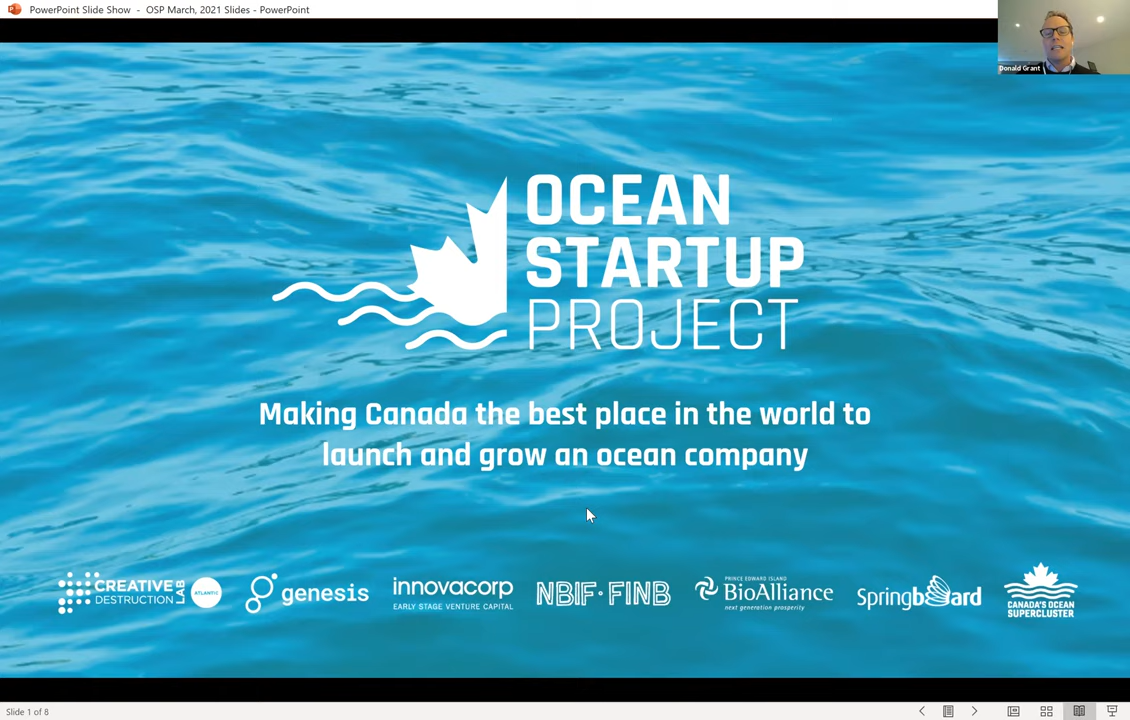 PowerPoint Slide Show - OSP March, 2021 Slides - PowerPoint
Donald Grant
OCEAN
STARTUP
PROJECT
Making Canada the best place in the world to
launch and grow an ocean company
CREATIVE
DESTRUCTION
LAB
ATLANTIC
genesis
innovacorp
EARLY STAGE VENTURE CAPITAL
NBIF·FINB
PRINCE EDWARD ISLAND
BioAlliance
next generation prosperity
Springboard
CANADA'S OCEAN
SUPERCLUSTER
Slide 1 of 8